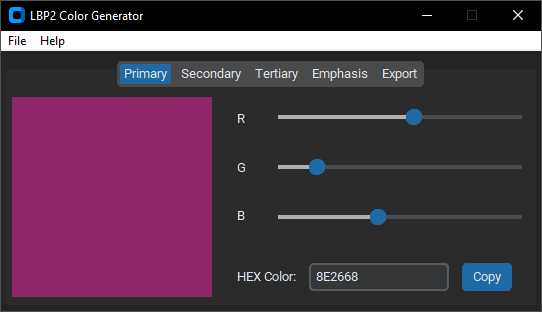 LBP2 Color Generator
File Help
Primary Secondary Tertiary Emphasis Export
R
G
B
HEX Color: 8E2668 Copy